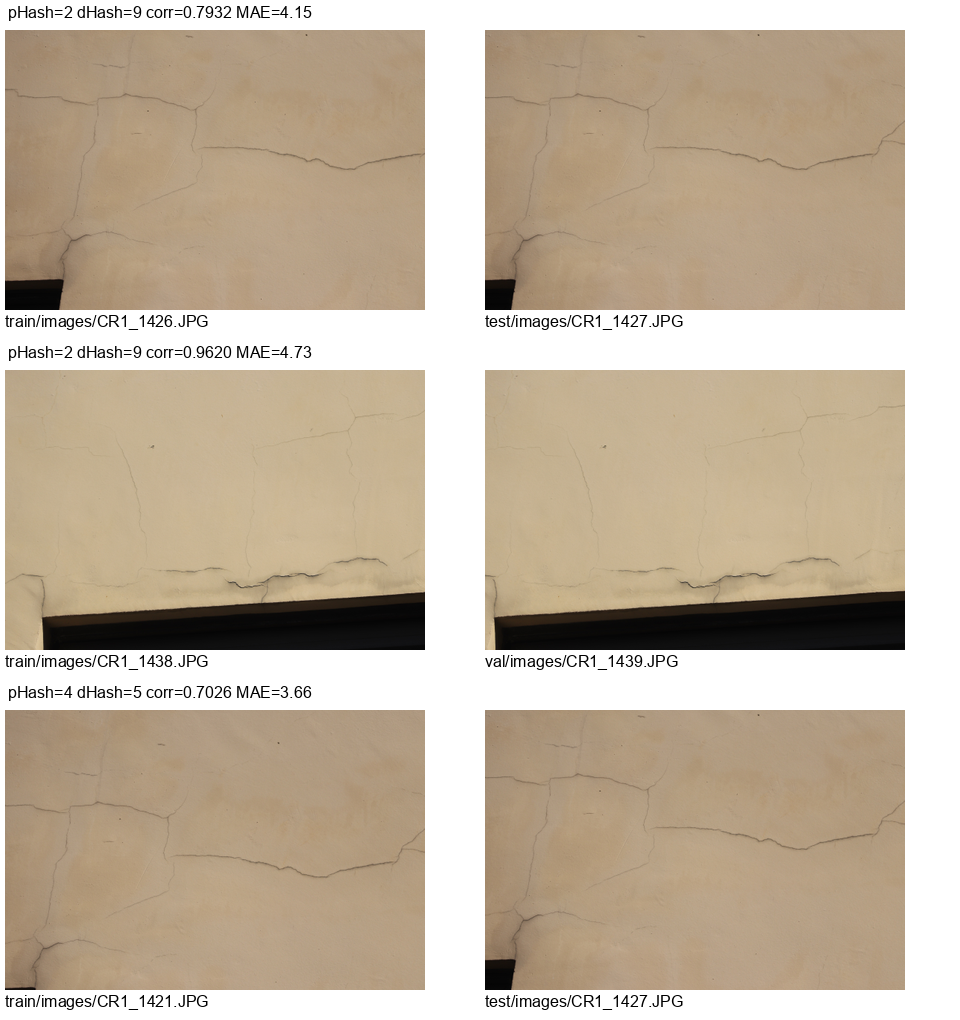 pHash=2 dHash=9 corr=0.7932 MAE=4.15
train/images/CR1_1426.JPG
test/images/CR1_1427.JPG
pHash=2 dHash=9 corr=0.9620 MAE=4.73
train/images/CR1_1438.JPG
val/images/CR1_1439.JPG
pHash=4 dHash=5 corr=0.7026 MAE=3.66
train/images/CR1_1421.JPG
test/images/CR1_1427.JPG